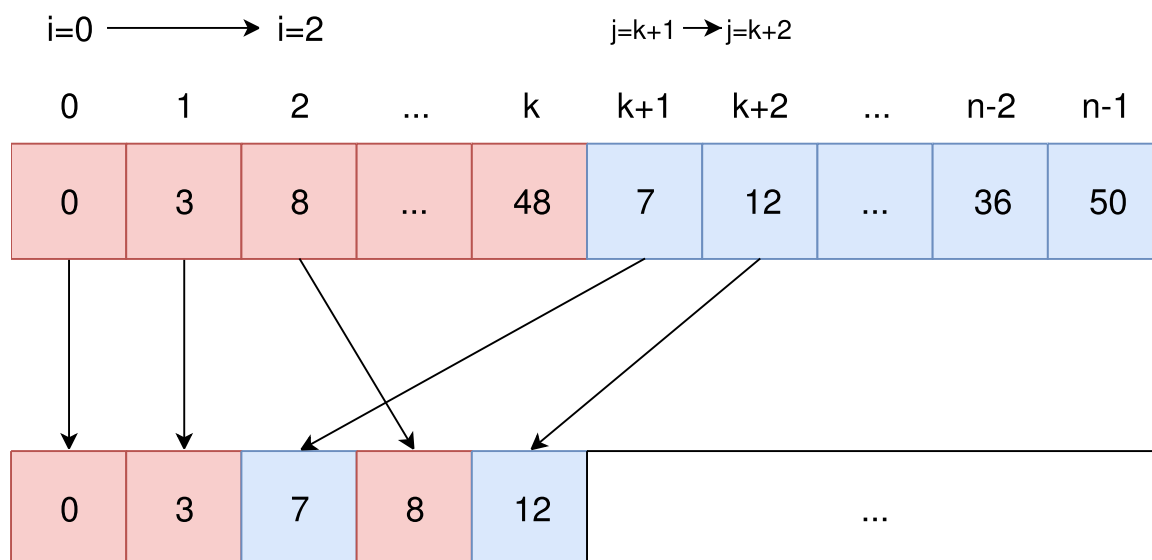 i=0 i=2 j=k+1 j=k+2
0 1 2 ... k k+1 k+2 ... n-2 n-1
0 3 8 ... 48 7 12 ... 36 50
0 3 7 8 12 ...